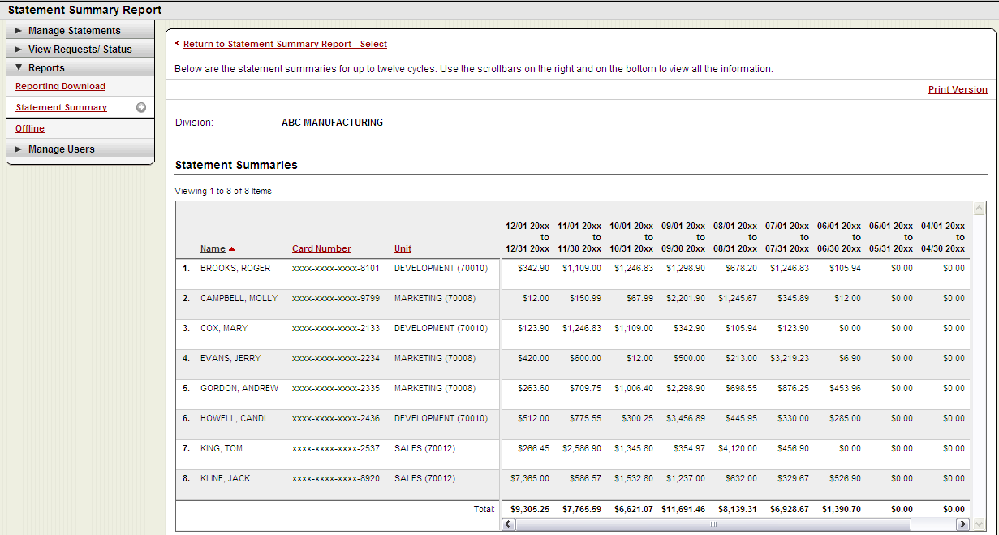 Statement Summary Report
Manage Statements
View Requests/ Status
Reports
Reporting Download
Statement Summary
Offline
Manage Users
< Return to Statement Summary Report - Select
Below are the statement summaries for up to twelve cycles. Use the scrollbars on the right and on the bottom to view all the information.
Print Version
Division: ABC MANUFACTURING
Statement Summaries
Viewing 1 to 8 of 8 Items
12/01 20xx 11/01 20xx 10/01 20xx 09/01 20xx 08/01 20xx 07/01 20xx 06/01 20xx 05/01 20xx 04/01 20xx
to to to to to to to to to
Name Card Number Unit 12/31 20xx 11/30 20xx 10/31 20xx 09/30 20xx 08/31 20xx 07/31 20xx 06/30 20xx 05/31 20xx 04/30 20xx
1. BROOKS, ROGER xxxx-xxxx-xxxx-8101 DEVELOPMENT (70010) $342.90 $1,109.00 $1,246.83 $1,298.90 $678.20 $1,246.83 $105.94 $0.00 $0.00
2. CAMPBELL, MOLLY xxxx-xxxx-xxxx-9799 MARKETING (70008) $12.00 $150.99 $67.99 $2,201.90 $1,245.67 $345.89 $12.00 $0.00 $0.00
3. COX, MARY xxxx-xxxx-xxxx-2133 DEVELOPMENT (70010) $123.90 $1,246.83 $1,109.00 $342.90 $105.94 $123.90 $0.00 $0.00 $0.00
4. EVANS, JERRY xxxx-xxxx-xxxx-2234 MARKETING (70008) $420.00 $600.00 $12.00 $500.00 $213.00 $3,219.23 $6.90 $0.00 $0.00
5. GORDON, ANDREW xxxx-xxxx-xxxx-2335 MARKETING (70008) $263.60 $709.75 $1,006.40 $2,298.90 $698.55 $876.25 $453.96 $0.00 $0.00
6. HOWELL, CANDI xxxx-xxxx-xxxx-2436 DEVELOPMENT (70010) $512.00 $775.55 $300.25 $3,456.89 $445.95 $330.00 $285.00 $0.00 $0.00
7. KING, TOM xxxx-xxxx-xxxx-2537 SALES (70012) $266.45 $2,586.90 $1,345.80 $354.97 $4,120.00 $456.90 $0.00 $0.00 $0.00
8. KLINE, JACK xxxx-xxxx-xxxx-8920 SALES (70012) $7,365.00 $586.57 $1,532.80 $1,237.00 $632.00 $329.67 $526.90 $0.00 $0.00
Total: $9,305.25 $7,765.59 $6,621.07 $11,691.46 $8,139.31 $6,928.67 $1,390.70 $0.00 $0.00